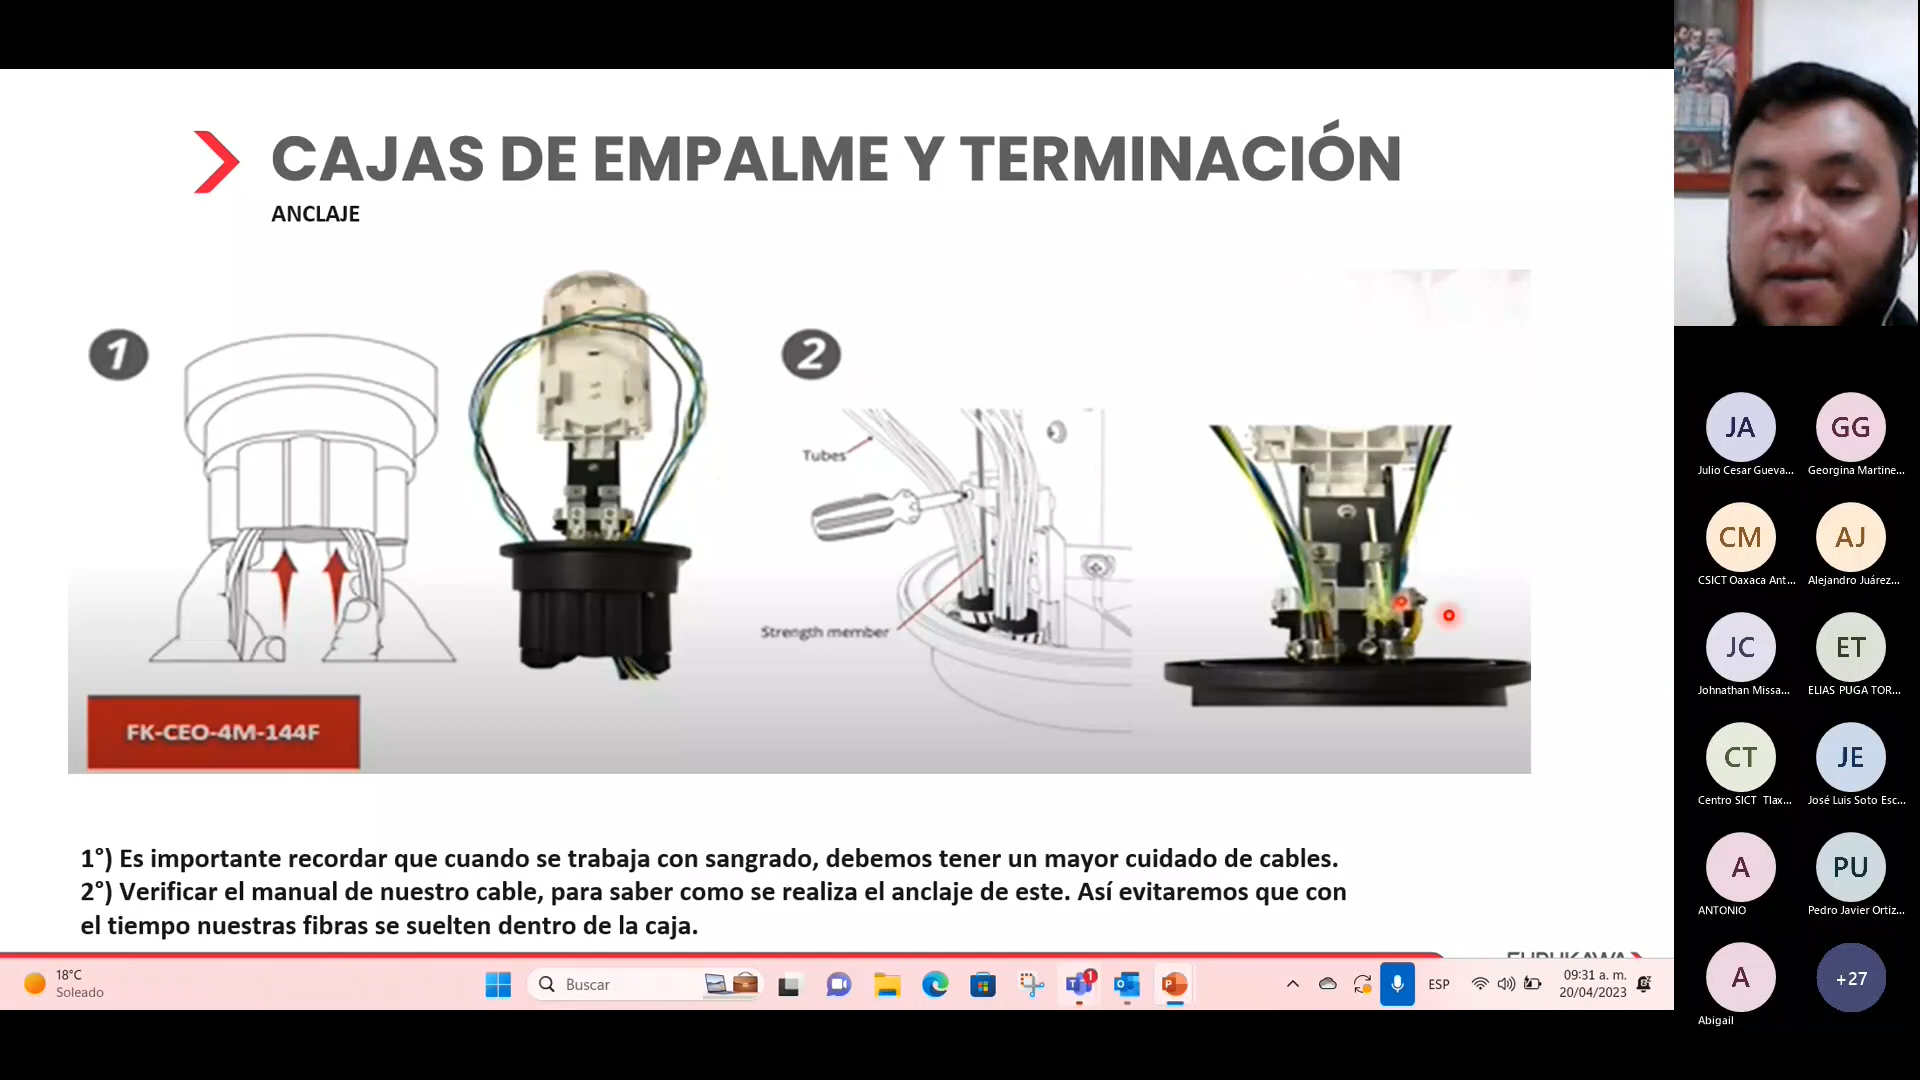 CAJAS DE EMPALME Y TERMINACIÓN
ANCLAJE
1
2
Tubes
Strength member
FK-CEO-4M-144F
1°) Es importante recordar que cuando se trabaja con sangrado, debemos tener un mayor cuidado de cables.
2°) Verificar el manual de nuestro cable, para saber como se realiza el anclaje de este. Así evitaremos que con
el tiempo nuestras fibras se suelten dentro de la caja.
FURUKAWA
18°C
Soleado
Buscar
1
ESP
09:31 a. m.
20/04/2023
JA
GG
Julio Cesar Gueva...
Georgina Martine...
CM
AJ
CSICT Oaxaca Ant...
Alejandro Juárez...
JC
ET
Johnathan Missa...
ELIAS PUGA TOR...
CT
JE
Centro SICT Tlax...
José Luis Soto Esc...
A
PU
ANTONIO
Pedro Javier Ortiz...
A
+27
Abigail